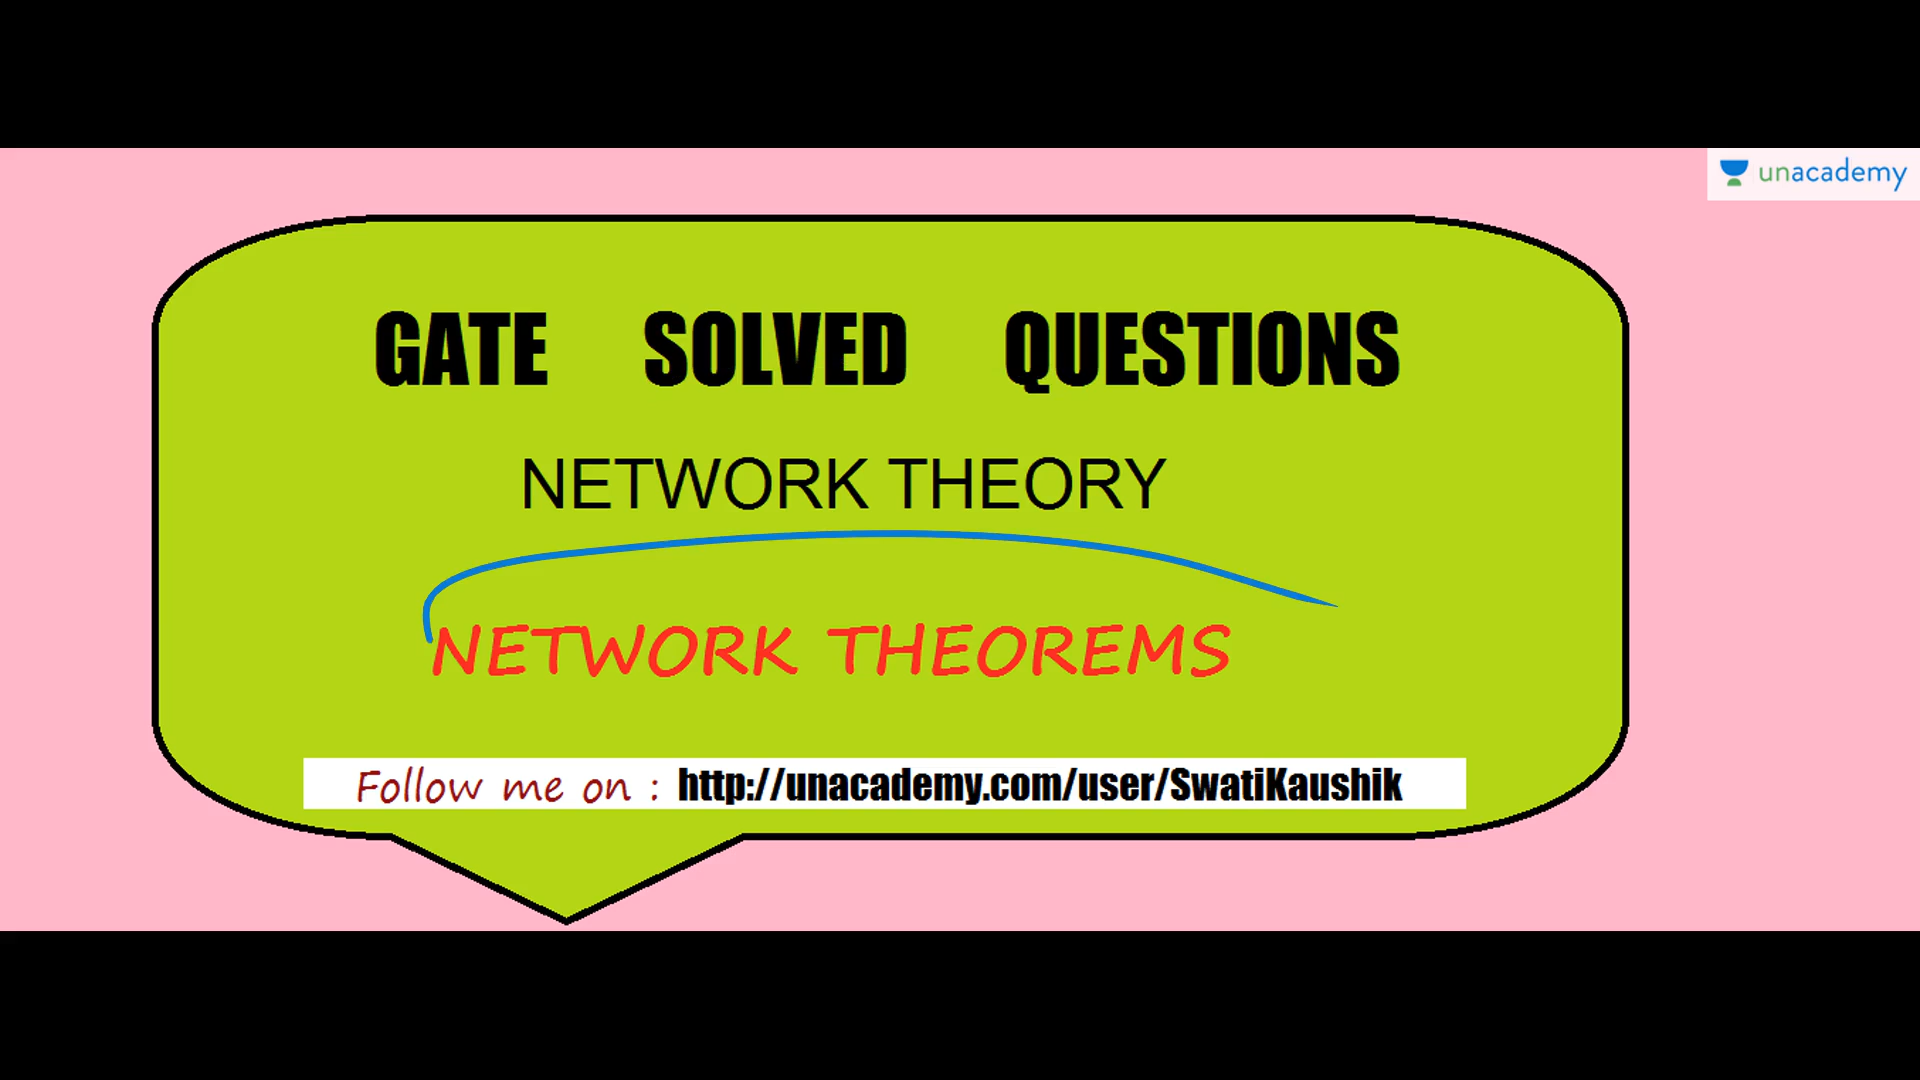 unacademy
GATE SOLVED QUESTIONS
NETWORK THEORY
NETWORK THEOREMS
Follow me on : http://unacademy.com/user/SwatiKaushik